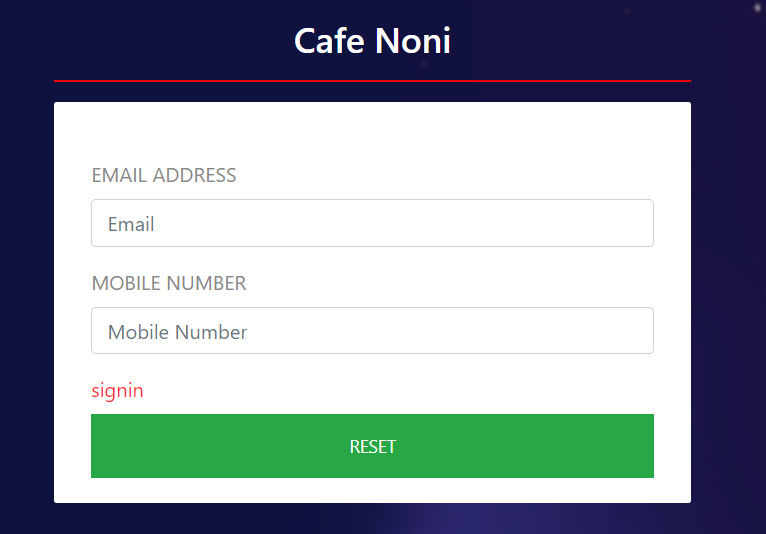 Cafe Noni
EMAIL ADDRESS
Email
MOBILE NUMBER
Mobile Number
signin
RESET